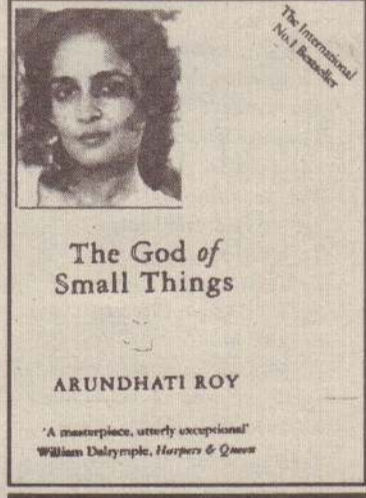 The International
No.1 Bestseller
The God of
Small Things
ARUNDHATI ROY
'A masterpiece, utterly exceptional'
William Dalrymple, Harpers & Queen